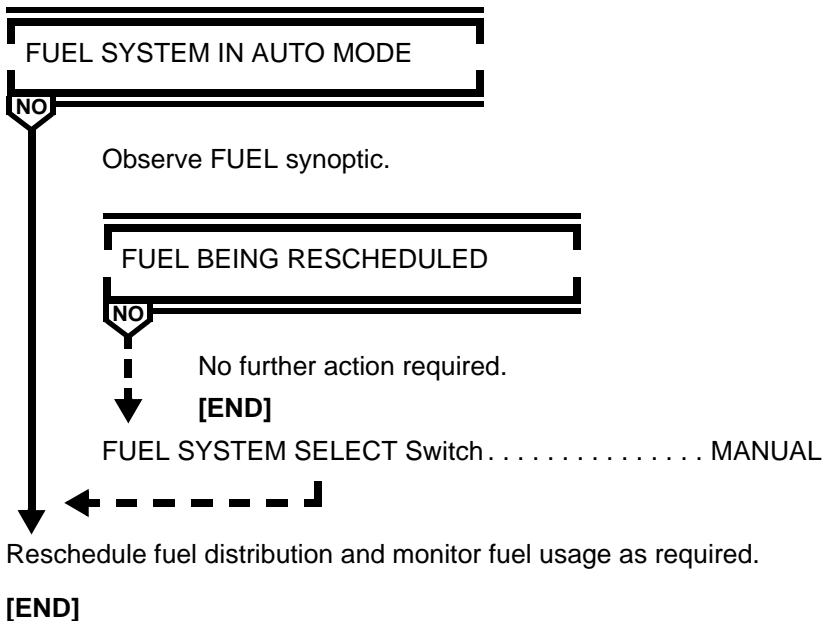 FUEL SYSTEM IN AUTO MODE
NO
Observe FUEL synoptic.
FUEL BEING RESCHEDULED
NO
No further action required.
[END]
FUEL SYSTEM SELECT Switch . . . . . . . . . . . . . . . MANUAL
Reschedule fuel distribution and monitor fuel usage as required.
[END]